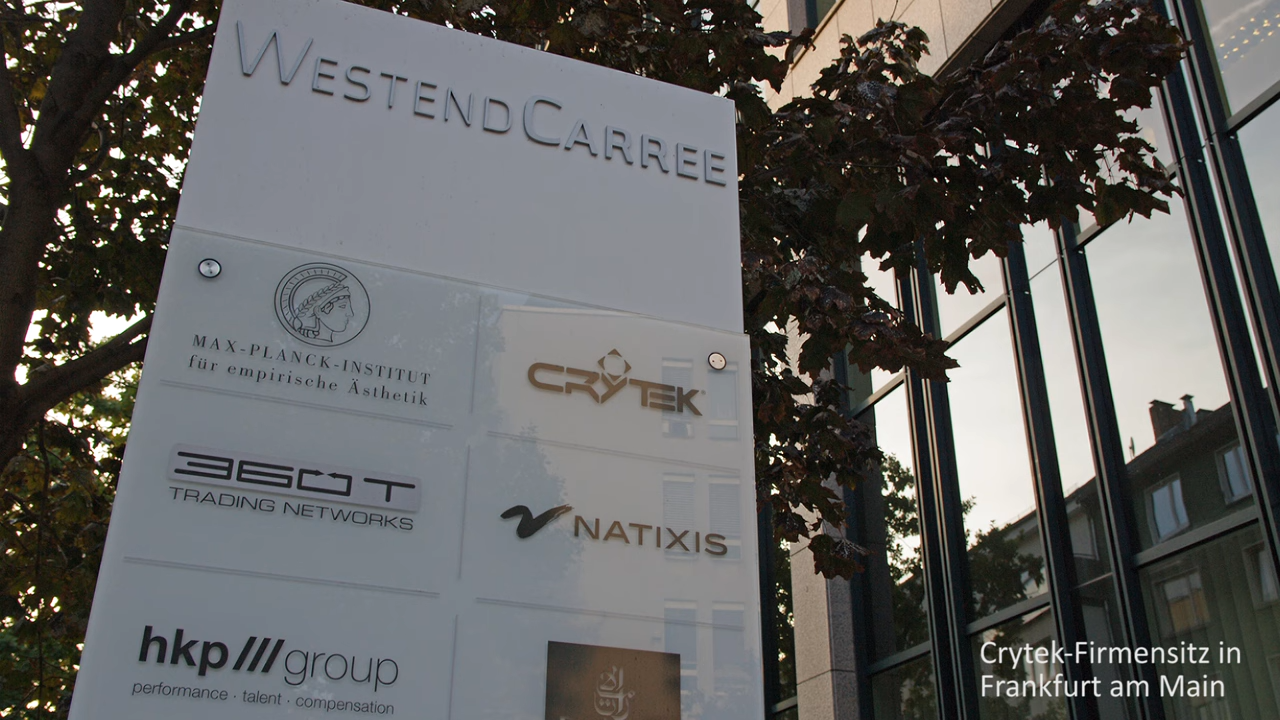 WESTENDCARREE
MAX-PLANCK-INSTITUT
für empirische Ästhetik
CRYTEK
360T
TRADING NETWORKS
NATIXIS
hkp///group
performance · talent · compensation
Crytek-Firmensitz in
Frankfurt am Main